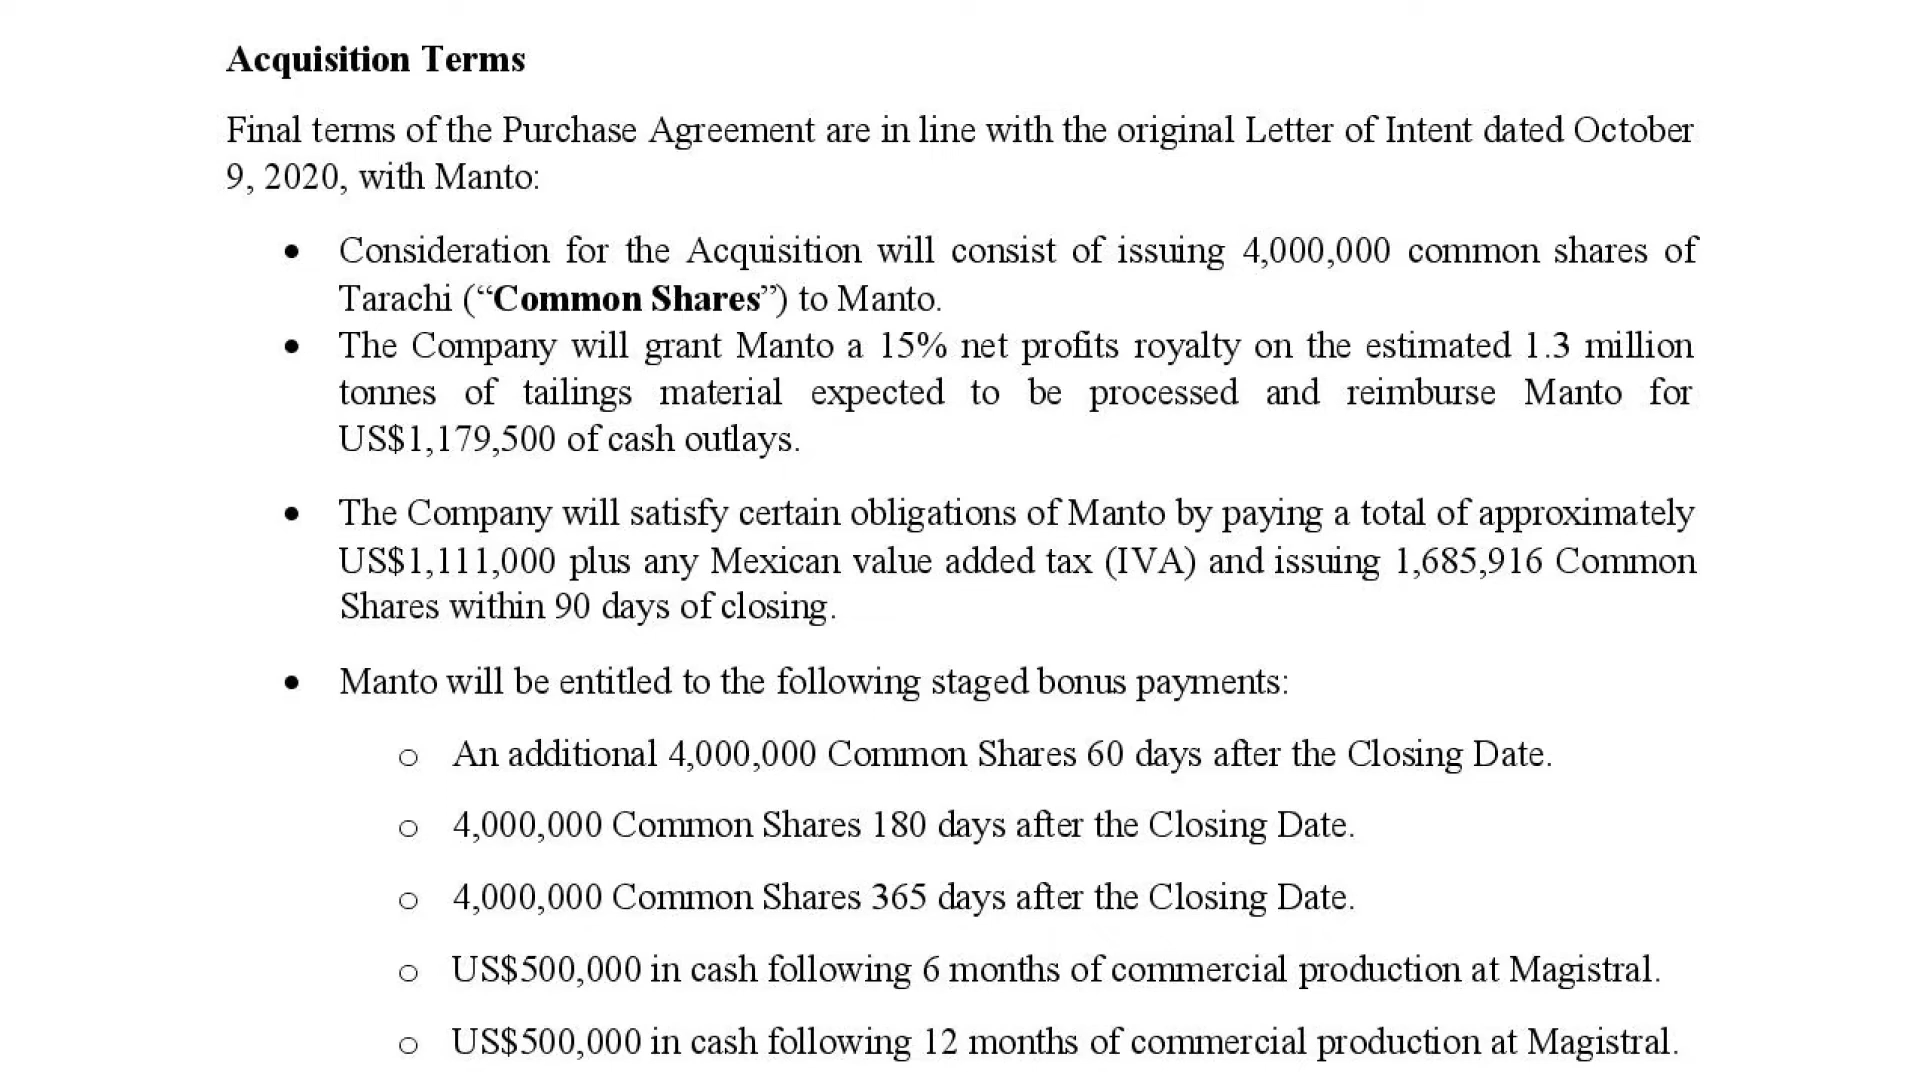 Acquisition Terms
Final terms of the Purchase Agreement are in line with the original Letter of Intent dated October
9, 2020, with Manto:
• Consideration for the Acquisition will consist of issuing 4,000,000 common shares of
Tarachi (“Common Shares”) to Manto.
• The Company will grant Manto a 15% net profits royalty on the estimated 1.3 million
tonnes of tailings material expected to be processed and reimburse Manto for
US$1,179,500 of cash outlays.
• The Company will satisfy certain obligations of Manto by paying a total of approximately
US$1,111,000 plus any Mexican value added tax (IVA) and issuing 1,685,916 Common
Shares within 90 days of closing.
• Manto will be entitled to the following staged bonus payments:
o An additional 4,000,000 Common Shares 60 days after the Closing Date.
o 4,000,000 Common Shares 180 days after the Closing Date.
o 4,000,000 Common Shares 365 days after the Closing Date.
o US$500,000 in cash following 6 months of commercial production at Magistral.
o US$500,000 in cash following 12 months of commercial production at Magistral.